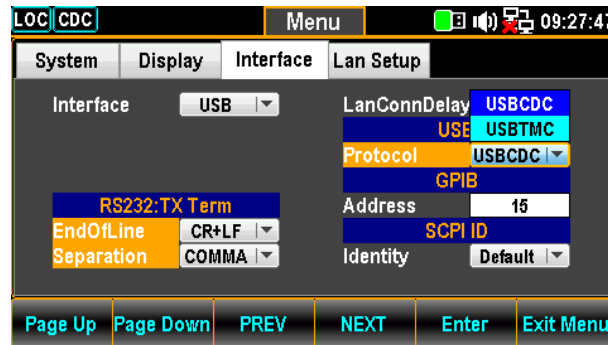 LOC CDC Menu 09:27:47
System Display Interface Lan Setup
Interface USB LanConnDelay USBCDC
USB USBTMC
Protocol USBCDC
GPIB
RS232:TX Term Address 15
EndOfLine CR+LF SCPI ID
Separation COMMA Identity Default
Page Up Page Down PREV NEXT Enter Exit Menu